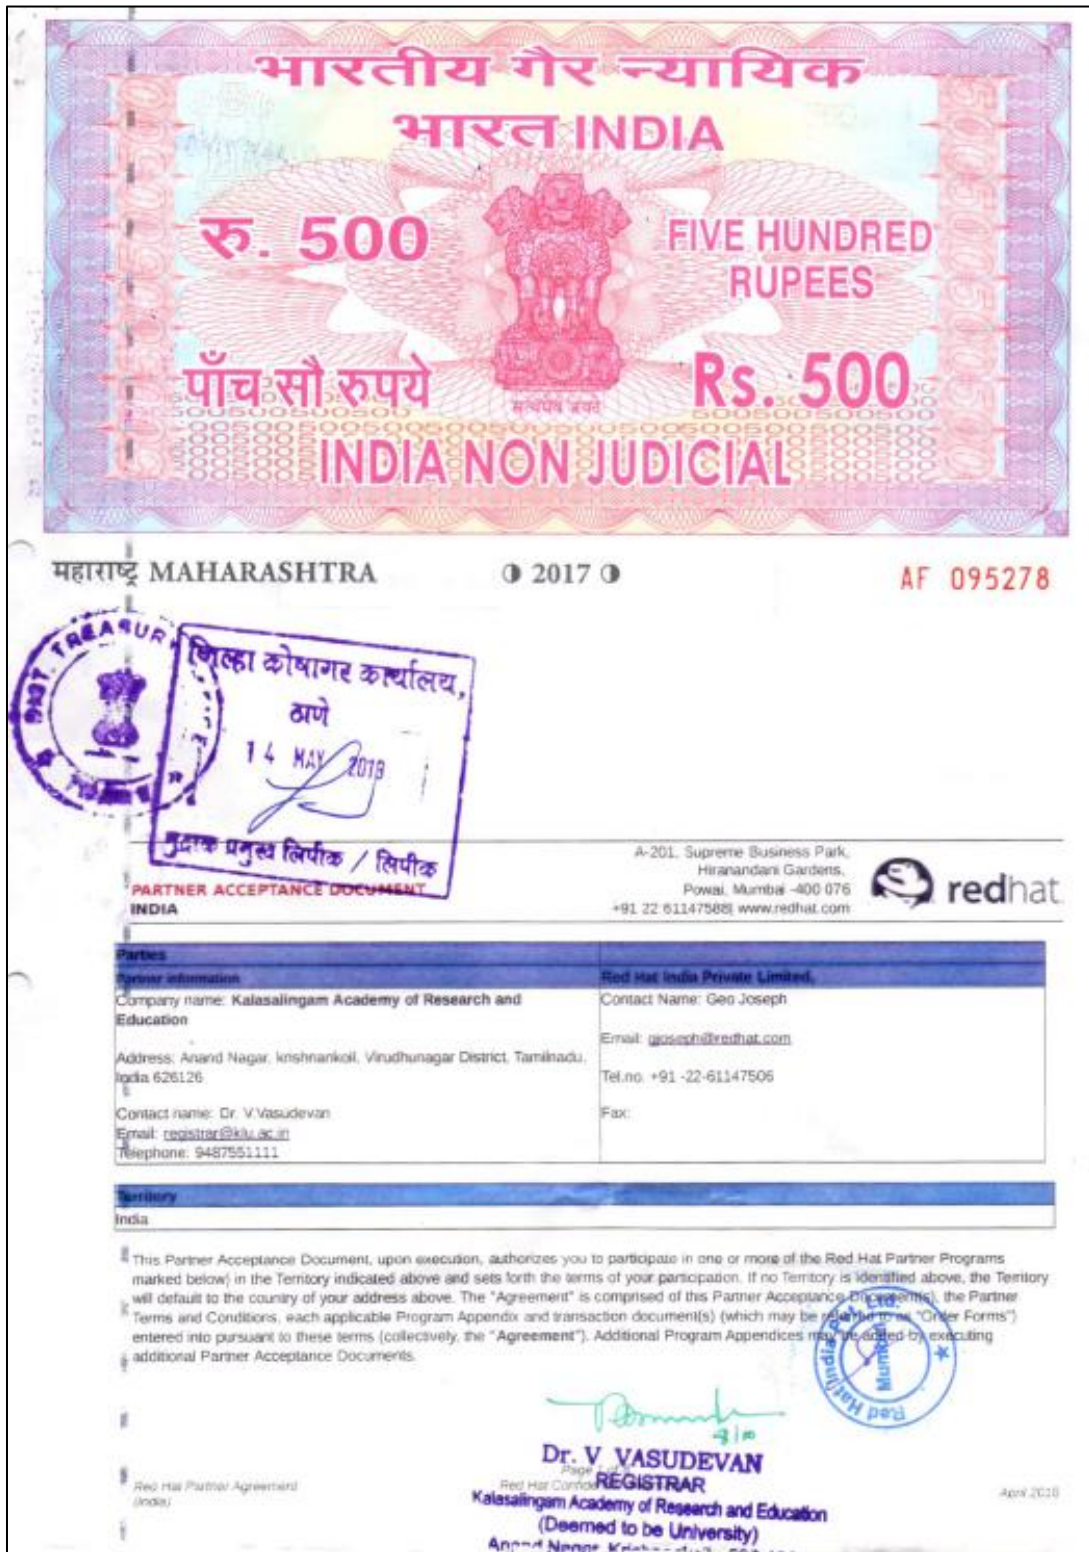 भारतीय गैर न्यायिक
भारत INDIA
रु. 500
FIVE HUNDRED
RUPEES
पाँच सौ रुपये
Rs. 500
सत्यमेव जयते
INDIA NON JUDICIAL
महाराष्ट्र MAHARASHTRA
2017
AF 095278
DIST. TREASURY
जिल्हा कोषागर कार्यालय,
ठाणे
14 MAY 2018
मुद्रांक प्रमुख लिपीक / लिपीक
A-201, Supreme Business Park,
Hiranandani Gardens,
Powai, Mumbai -400 076
+91 22 61147588| www.redhat.com
redhat
PARTNER ACCEPTANCE DOCUMENT
INDIA
Parties
Partner information
Red Hat India Private Limited,
Company name: Kalasalingam Academy of Research and
Education
Address: Anand Nagar, krishnankoil, Virudhunagar District, Tamilnadu,
India 626126
Contact name: Dr. V.Vasudevan
Email: registrar@klu.ac.in
Telephone: 9487551111
Contact Name: Geo Joseph
Email: gjoseph@redhat.com
Tel.no. +91 -22-61147506
Fax:
Territory
India
This Partner Acceptance Document, upon execution, authorizes you to participate in one or more of the Red Hat Partner Programs
marked below) in the Territory indicated above and sets forth the terms of your participation. If no Territory is identified above, the Territory
will default to the country of your address above. The "Agreement" is comprised of this Partner Acceptance Document(s), the Partner
Terms and Conditions, each applicable Program Appendix and transaction document(s) (which may be referred to as "Order Forms")
entered into pursuant to these terms (collectively, the "Agreement"). Additional Program Appendices may be added by executing
additional Partner Acceptance Documents.
Red Hat India Pvt. Ltd.
Mumbai
Dr. V VASUDEVAN
REGISTRAR
Kalasalingam Academy of Research and Education
(Deemed to be University)
Red Hat Partner Agreement
(India)
Page
Red Hat
April 2018